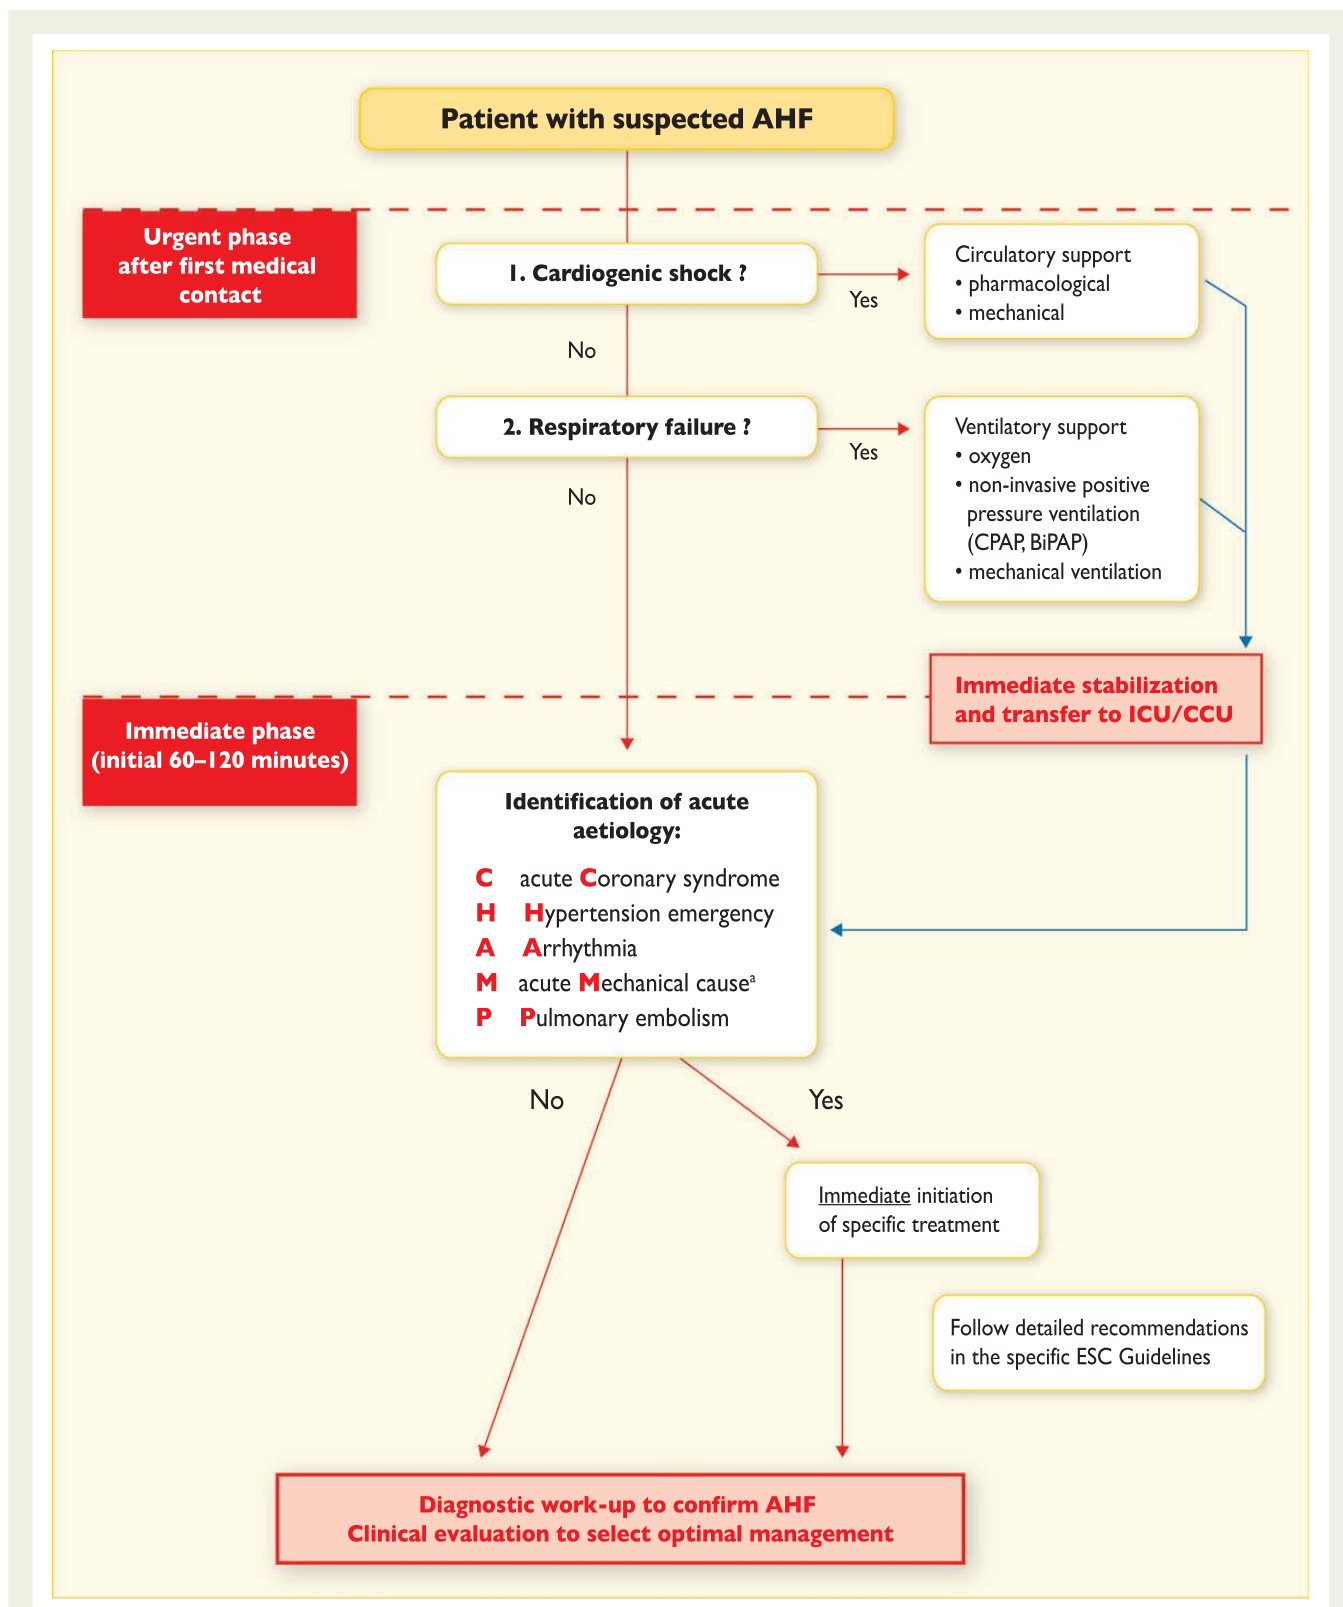 Patient with suspected AHF
Urgent phase
after first medical
contact
1. Cardiogenic shock ?
Yes
Circulatory support
• pharmacological
• mechanical
No
2. Respiratory failure ?
Yes
Ventilatory support
• oxygen
• non-invasive positive
pressure ventilation
(CPAP, BiPAP)
• mechanical ventilation
No
Immediate stabilization
and transfer to ICU/CCU
Immediate phase
(initial 60–120 minutes)
Identification of acute
aetiology:
C acute Coronary syndrome
H Hypertension emergency
A Arrhythmia
M acute Mechanical causeᵃ
P Pulmonary embolism
No
Yes
Immediate initiation
of specific treatment
Follow detailed recommendations
in the specific ESC Guidelines
Diagnostic work-up to confirm AHF
Clinical evaluation to select optimal management